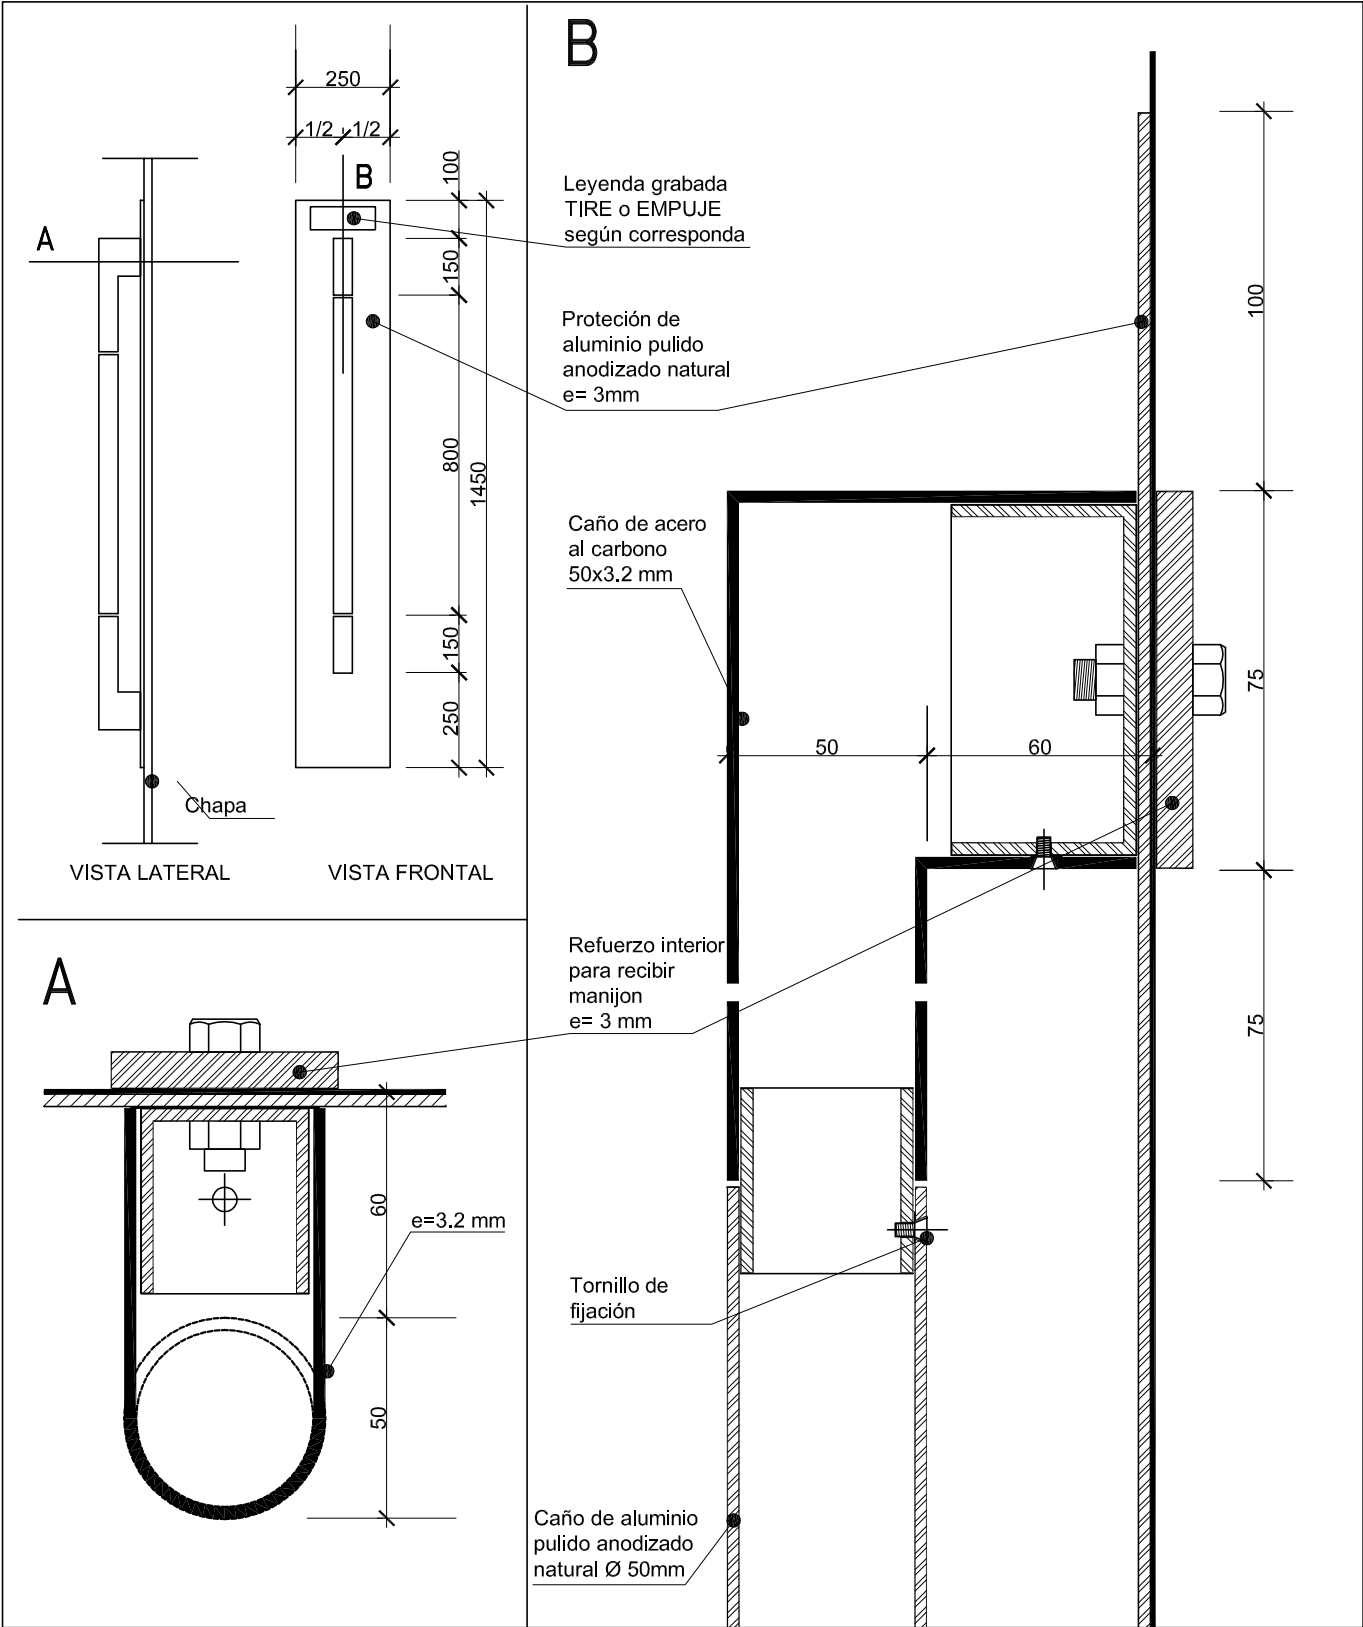 250
1/2
1/2
B
100
150
800
1450
150
250
A
Chapa
VISTA LATERAL
VISTA FRONTAL
A
60
e=3.2 mm
50
B
Leyenda grabada
TIRE o EMPUJE
según corresponda
Proteción de
aluminio pulido
anodizado natural
e= 3mm
Caño de acero
al carbono
50x3.2 mm
50
60
100
75
75
Refuerzo interior
para recibir
manijon
e= 3 mm
Tornillo de
fijación
Caño de aluminio
pulido anodizado
natural Ø 50mm